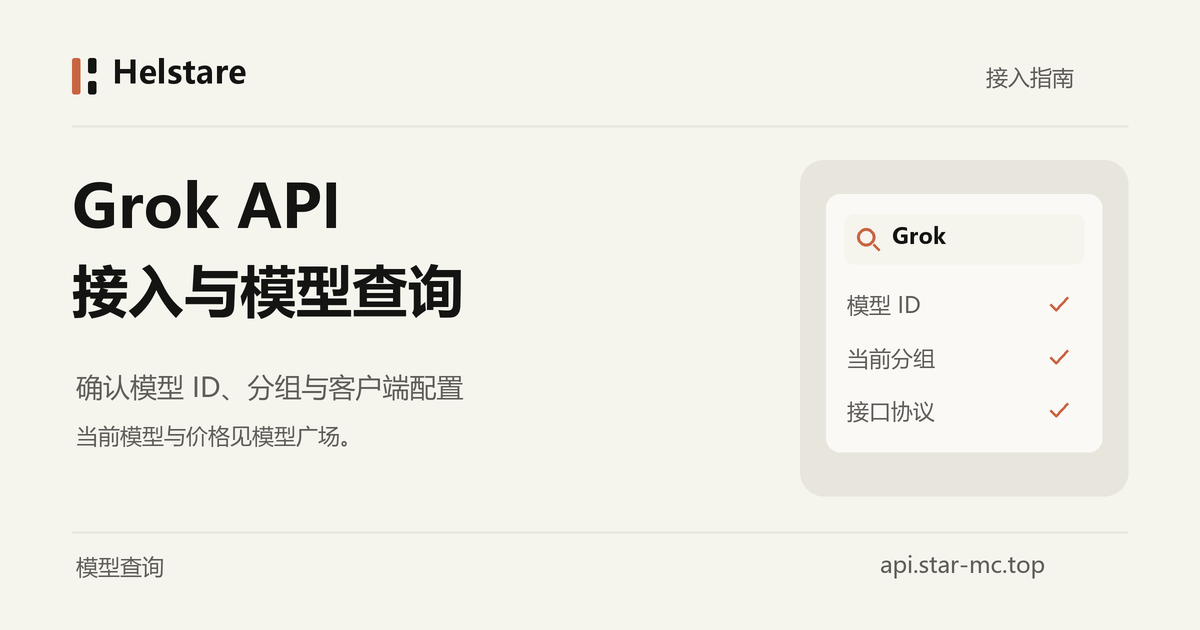 Helstare
接入指南
Grok API
接入与模型查询
确认模型 ID、分组与客户端配置
当前模型与价格见模型广场。
Grok
模型 ID
当前分组
接口协议
模型查询
api.star-mc.top